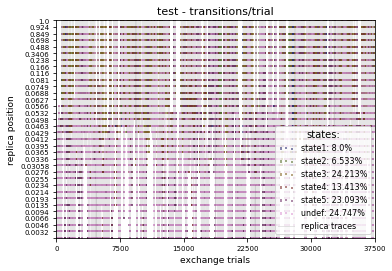 test - transitions/trial
1.0
0.924
0.849
0.698
0.488
0.3406
0.238
0.166
0.116
0.081
0.0749
0.0688
0.0627
0.0566
0.0532
0.0498
0.0463
0.0429
0.0412
0.0395
0.0365
0.0336
0.03058
0.0276
0.0255
0.0234
0.0214
0.0193
0.0135
0.0094
0.0066
0.0046
0.0032
replica position
states:
state1: 8.0%
state2: 6.533%
state3: 24.213%
state4: 13.413%
state5: 23.093%
undef: 24.747%
replica traces
0 7500 15000 22500 30000 37500
exchange trials